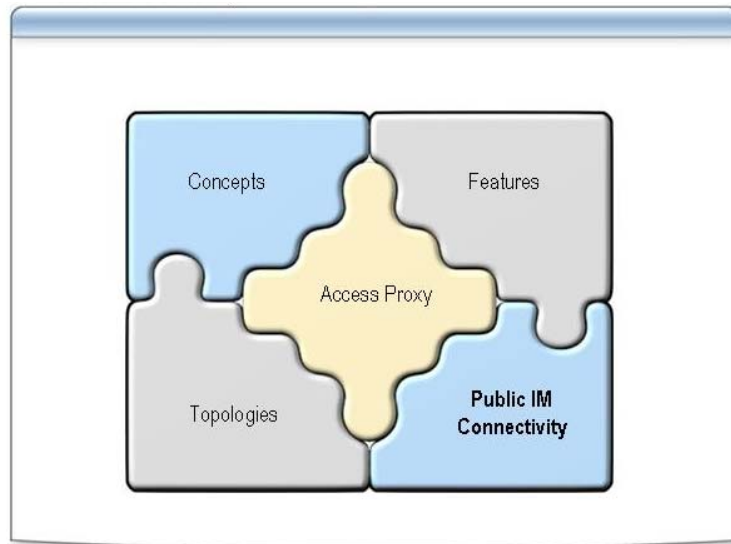 Concepts
Features
Access Proxy
Topologies
Public IM
Connectivity